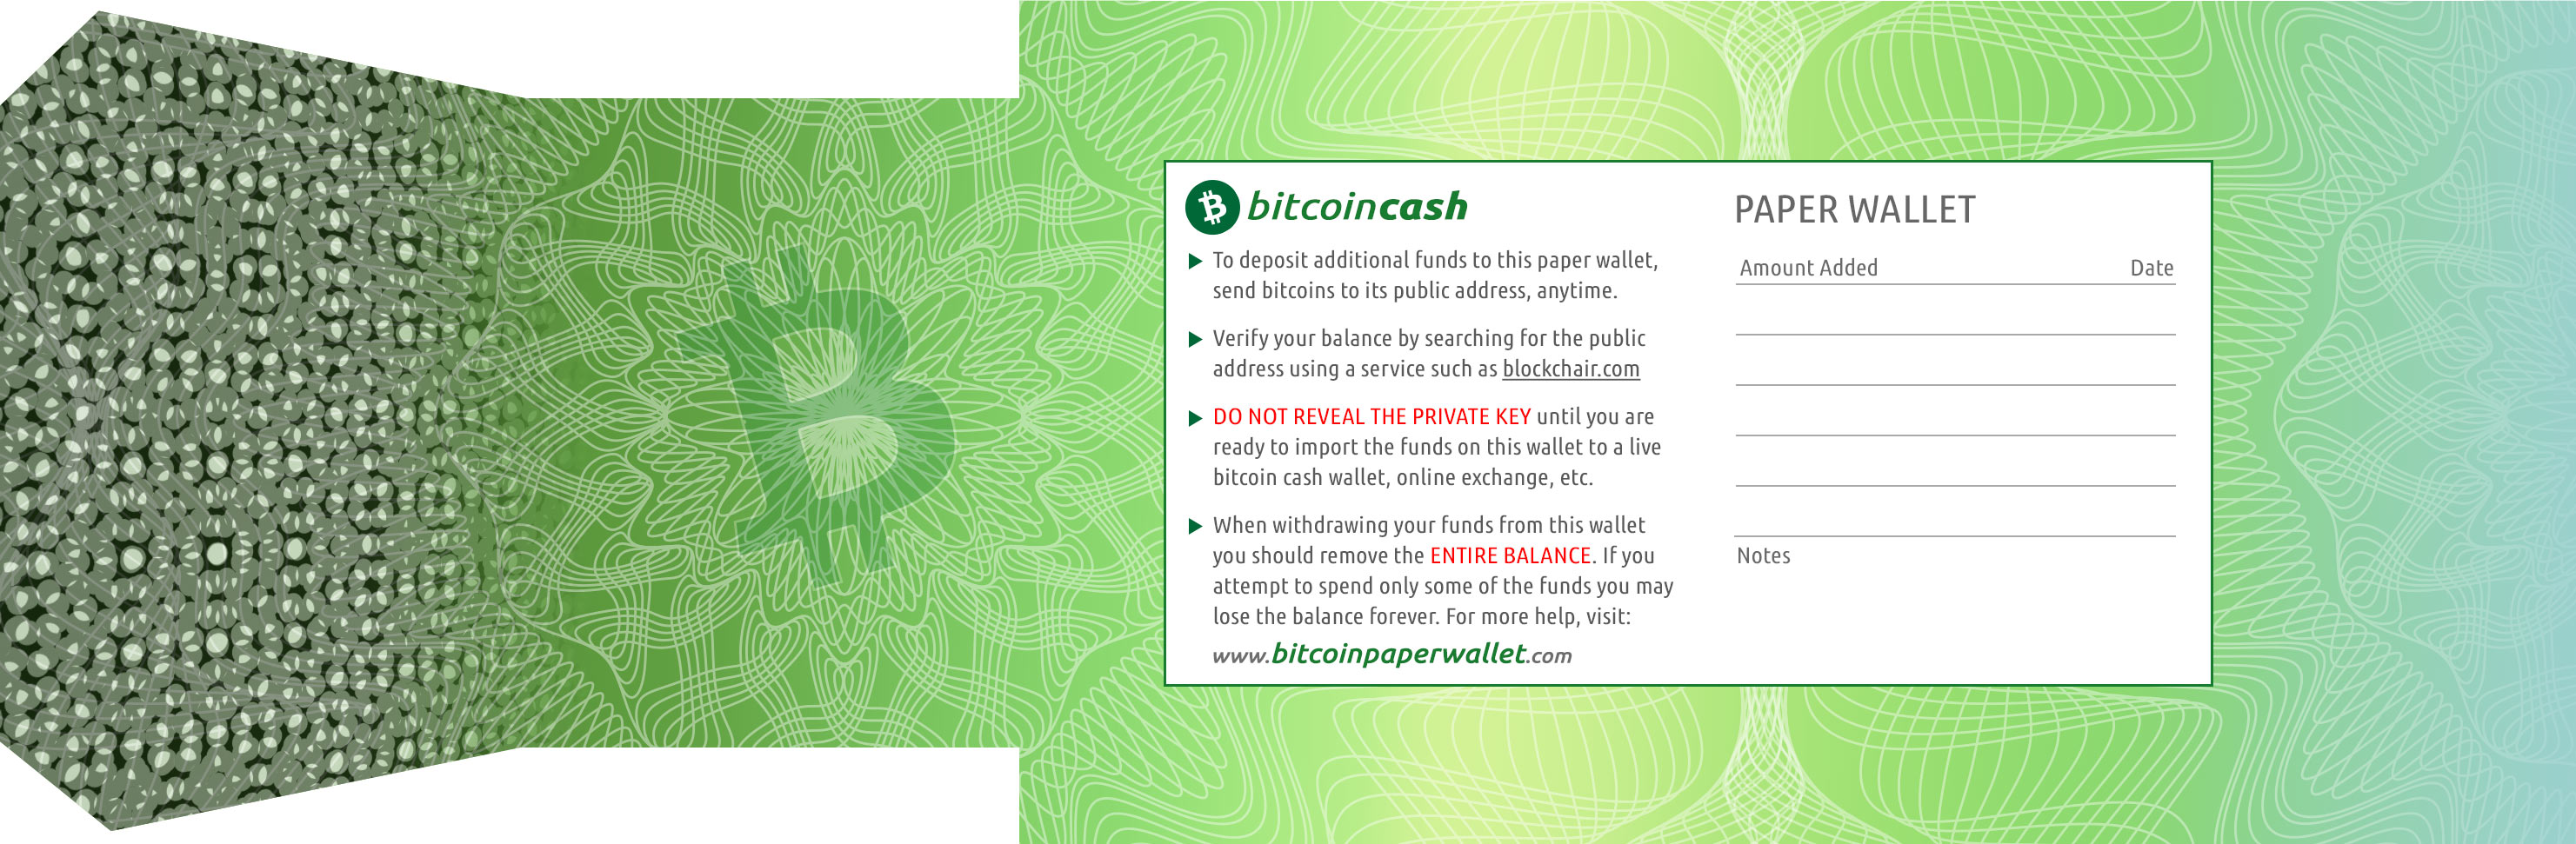 bitcoincash
To deposit additional funds to this paper wallet,
send bitcoins to its public address, anytime.
Verify your balance by searching for the public
address using a service such as blockchair.com
DO NOT REVEAL THE PRIVATE KEY until you are
ready to import the funds on this wallet to a live
bitcoin cash wallet, online exchange, etc.
When withdrawing your funds from this wallet
you should remove the ENTIRE BALANCE. If you
attempt to spend only some of the funds you may
lose the balance forever. For more help, visit:
www.bitcoinpaperwallet.com
PAPER WALLET
Amount Added Date
Notes